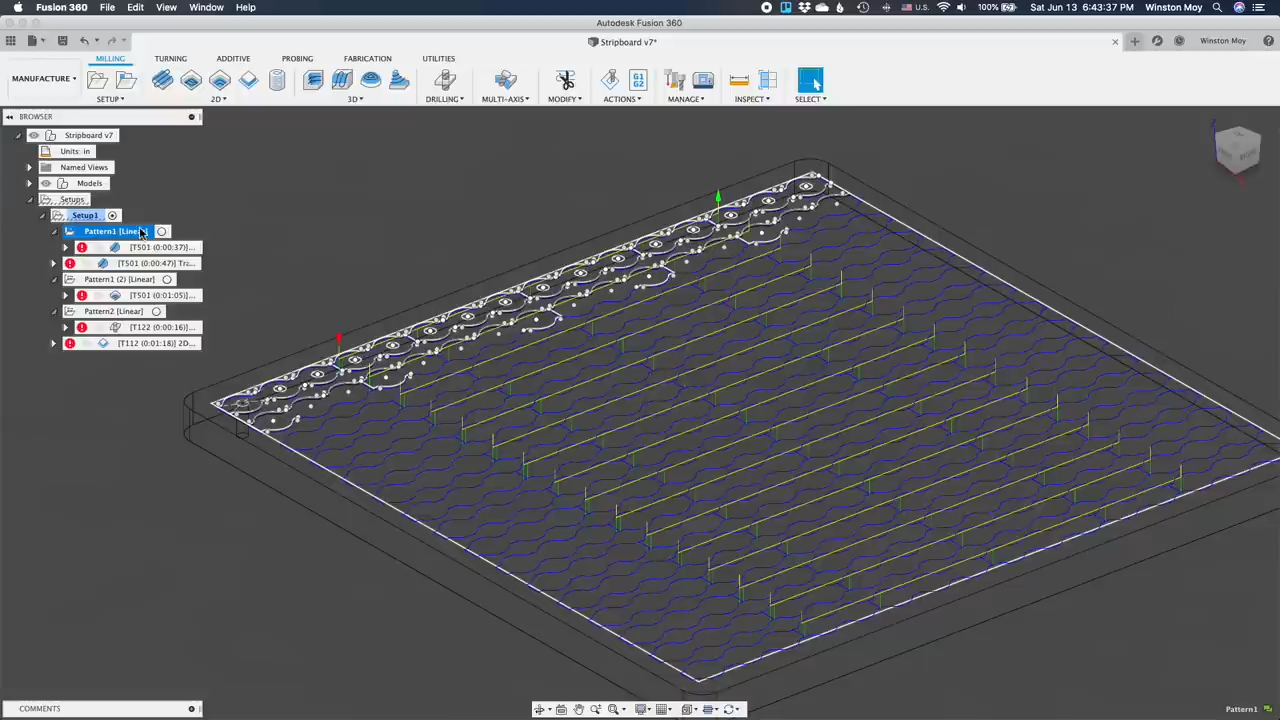 Fusion 360 File Edit View Window Help
U.S. 100% Sat Jun 13 6:43:37 PM Winston Moy
Autodesk Fusion 360
Stripboard v7*
Winston Moy
MILLING TURNING ADDITIVE PROBING FABRICATION UTILITIES
MANUFACTURE
G1
G2
SETUP 2D 3D DRILLING MULTI-AXIS MODIFY ACTIONS MANAGE INSPECT SELECT
BROWSER
Stripboard v7
Units: in
Named Views
Models
Setups
Setup1
Pattern1 [Linear]
[T501 (0:00:37)]...
[T501 (0:00:47)] Tra...
Pattern1 (2) [Linear]
[T501 (0:01:05)]...
Pattern2 [Linear]
[T122 (0:00:16)]...
[T112 (0:01:18)] 2D...
Z
COMMENTS
Pattern1